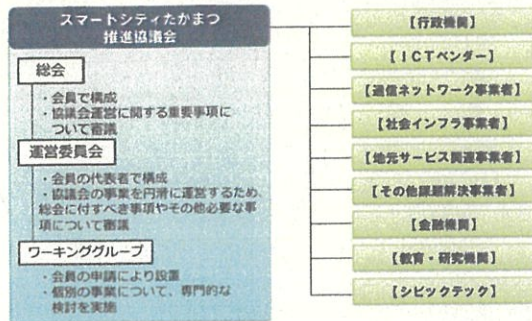 スマートシティたかまつ
推進協議会
総会
・会員で構成
・協議会運営に関する重要事項に
ついて審議
運営委員会
・会員の代表者で構成
・協議会の事業を円滑に運営するため、
総会に付すべき事項やその他必要な事
項について審議
ワーキンググループ
・会員の申請により設置
・個別の事業について、専門的な
検討を実施
【行政機関】
【ICTベンダー】
【通信ネットワーク事業者】
【社会インフラ事業者】
【地元サービス関連事業者】
【その他課題解決事業者】
【金融機関】
【教育・研究機関】
【シビックテック】